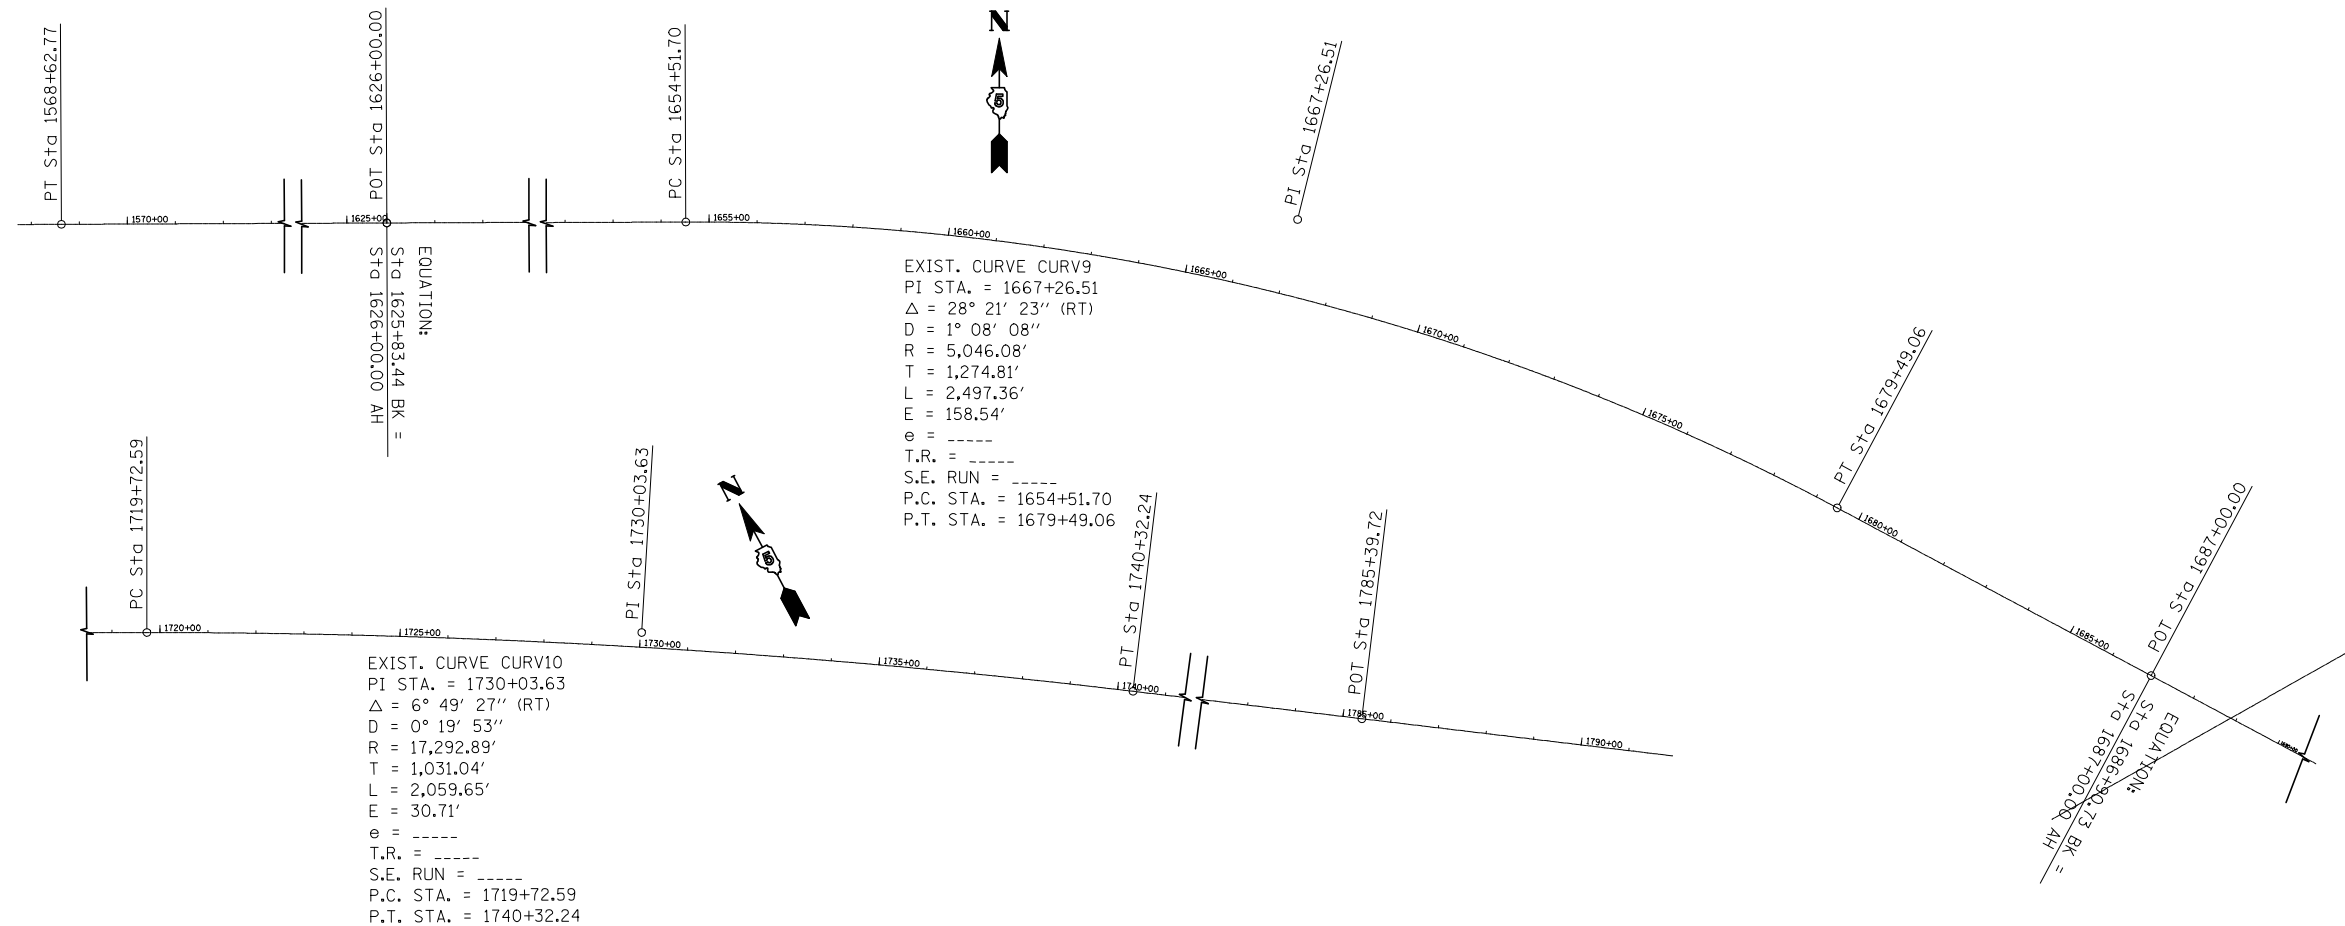 PT Sta 1568+62.77
POT Sta 1629+00.00
PC Sta 1654+51.70
N
5
PI Sta 1667+26.51
1570+00
1625+00
1655+00
1660+00
1665+00
1670+00
1675+00
1680+00
1685+00
EQUATION:
Sta 1625+83.44 BK =
Sta 1626+00.00 AH
EXIST. CURVE CURV9
PI STA. = 1667+26.51
△ = 28° 21' 23'' (RT)
D = 1° 08' 08''
R = 5,046.08'
T = 1,274.81'
L = 2,497.36'
E = 158.54'
e = _____
T.R. = _____
S.E. RUN = _____
P.C. STA. = 1654+51.70
P.T. STA. = 1679+49.06
PT Sta 1679+49.06
POT Sta 1687+00.00
EQUATION:
Sta 1686+90.73 BK =
Sta 1687+00.00 AH
PC Sta 1719+72.59
PI Sta 1730+03.63
N
5
PT Sta 1740+32.24
POT Sta 1785+39.72
1720+00
1725+00
1730+00
1735+00
1740+00
1785+00
1790+00
EXIST. CURVE CURV10
PI STA. = 1730+03.63
△ = 6° 49' 27'' (RT)
D = 0° 19' 53''
R = 17,292.89'
T = 1,031.04'
L = 2,059.65'
E = 30.71'
e = _____
T.R. = _____
S.E. RUN = _____
P.C. STA. = 1719+72.59
P.T. STA. = 1740+32.24